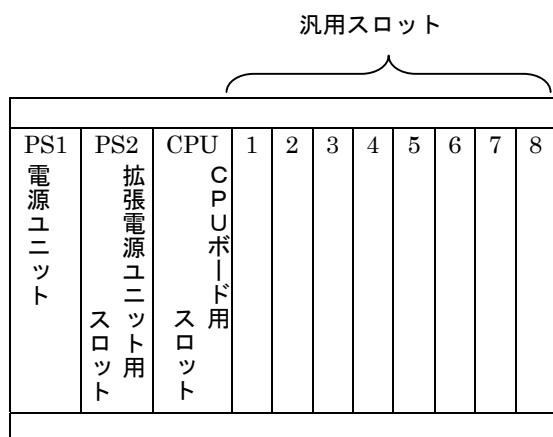 汎用スロット
PS1 PS2 CPU 1 2 3 4 5 6 7 8
電源ユニット
拡張電源ユニット用
スロット
CPUボード用
スロット